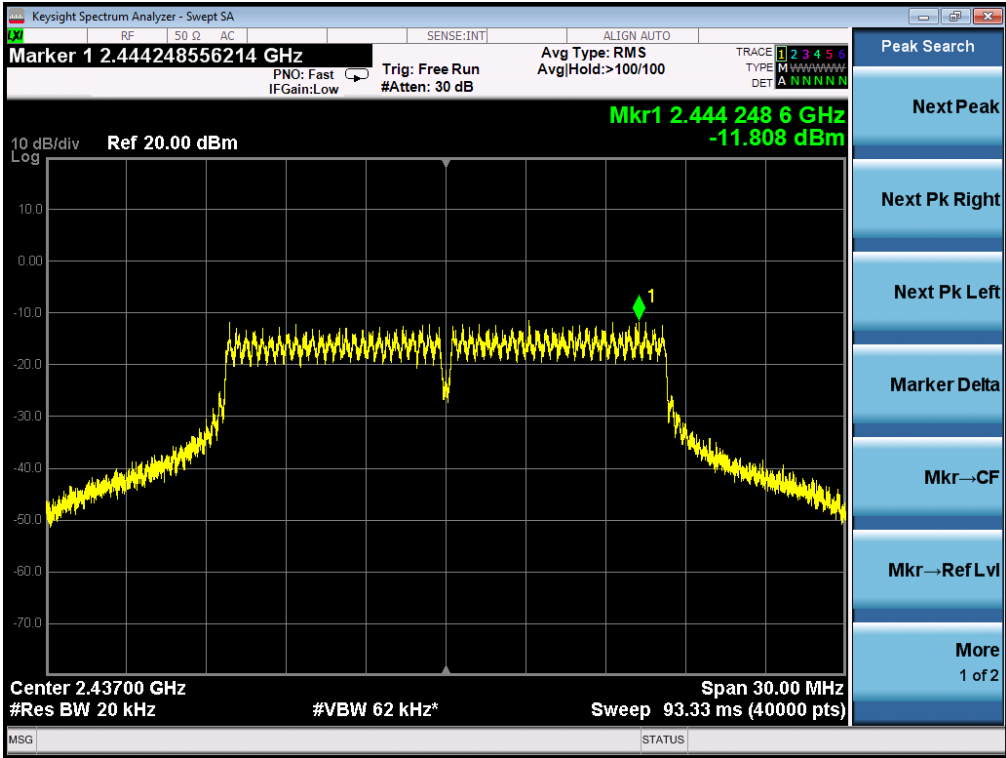 Keysight Spectrum Analyzer - Swept SA
LXI RF 50 Ω AC SENSE:INT ALIGN AUTO
Marker 1 2.444248556214 GHz
PNO: Fast
IFGain:Low
Trig: Free Run
#Atten: 30 dB
Avg Type: RMS
Avg|Hold:>100/100
TRACE 1 2 3 4 5 6
TYPE M W W W W W
DET A N N N N N
Mkr1 2.444 248 6 GHz
-11.808 dBm
10 dB/div Ref 20.00 dBm
Log
10.0
0.00
-10.0
-20.0
-30.0
-40.0
-50.0
-60.0
-70.0
1
Center 2.43700 GHz Span 30.00 MHz
#Res BW 20 kHz #VBW 62 kHz* Sweep 93.33 ms (40000 pts)
MSG STATUS
Peak Search
Next Peak
Next Pk Right
Next Pk Left
Marker Delta
Mkr→CF
Mkr→Ref Lvl
More
1 of 2